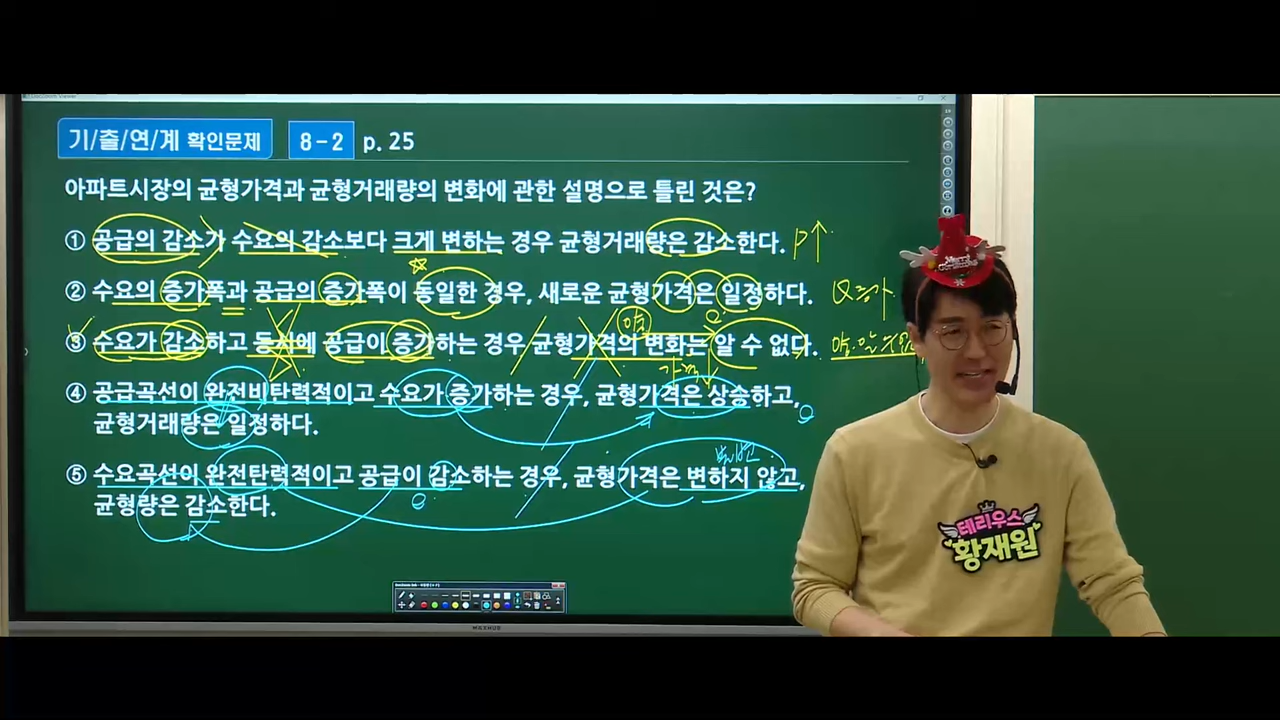 기/출/연/계 확인문제 8-2 p. 25
아파트시장의 균형가격과 균형거래량의 변화에 관한 설명으로 틀린 것은?
① 공급의 감소가 수요의 감소보다 크게 변하는 경우 균형거래량은 감소한다. P↑
② 수요의 증가폭과 공급의 증가폭이 동일한 경우, 새로운 균형가격은 일정하다.
③ 수요가 감소하고 동시에 공급이 증가하는 경우 균형가격의 변화는 알 수 없다.
④ 공급곡선이 완전비탄력적이고 수요가 증가하는 경우, 균형가격은 상승하고,
균형거래량은 일정하다.
⑤ 수요곡선이 완전탄력적이고 공급이 감소하는 경우, 균형가격은 변하지 않고,
균형량은 감소한다.
Merry
Christmas
테리우스
황재원
MAXHUB